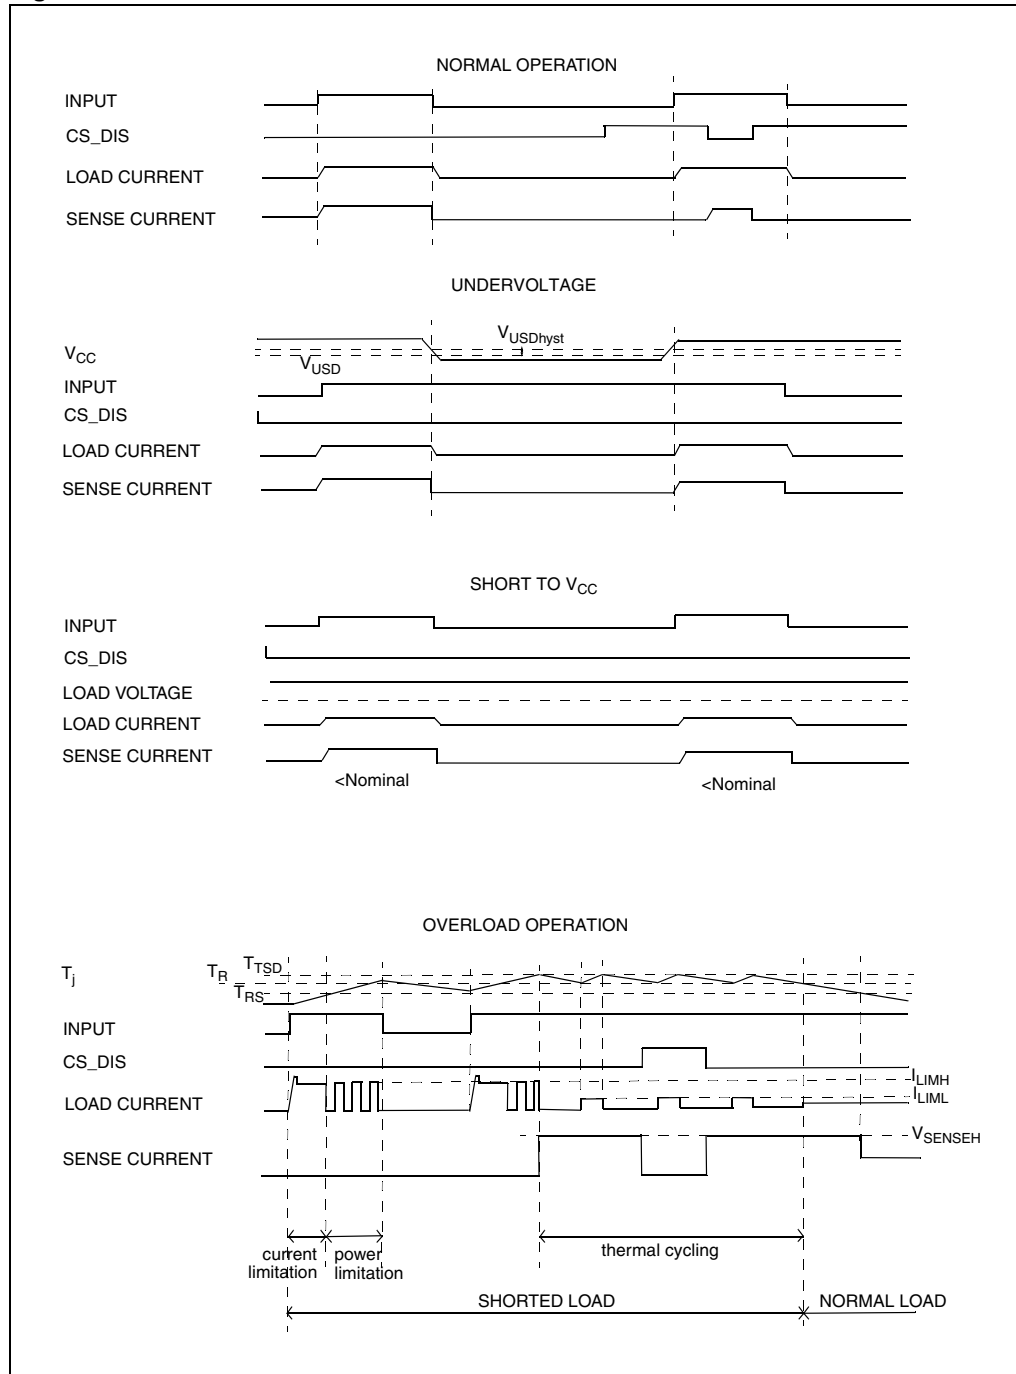 NORMAL OPERATION
INPUT
CS_DIS
LOAD CURRENT
SENSE CURRENT
UNDERVOLTAGE
VUSDhyst
VCC
VUSD
INPUT
CS_DIS
LOAD CURRENT
SENSE CURRENT
SHORT TO VCC
INPUT
CS_DIS
LOAD VOLTAGE
LOAD CURRENT
SENSE CURRENT
<Nominal
<Nominal
OVERLOAD OPERATION
Tj
TR
TTSD
TRS
INPUT
CS_DIS
ILIMH
LOAD CURRENT
ILIML
VSENSEH
SENSE CURRENT
current limitation
power limitation
thermal cycling
SHORTED LOAD
NORMAL LOAD